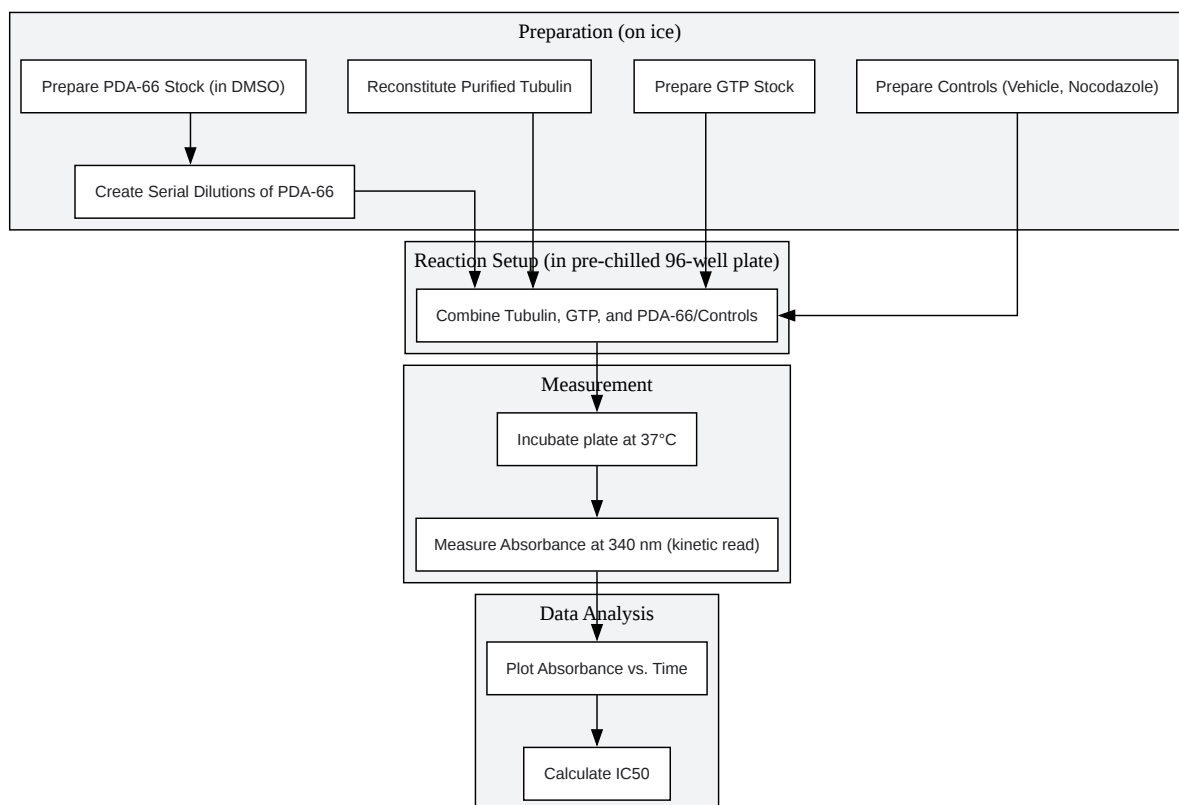 Preparation (on ice)
Prepare PDA-66 Stock (in DMSO)
Reconstitute Purified Tubulin
Prepare GTP Stock
Prepare Controls (Vehicle, Nocodazole)
Create Serial Dilutions of PDA-66
Reaction Setup (in pre-chilled 96-well plate)
Combine Tubulin, GTP, and PDA-66/Controls
Measurement
Incubate plate at 37°C
Measure Absorbance at 340 nm (kinetic read)
Data Analysis
Plot Absorbance vs. Time
Calculate IC50